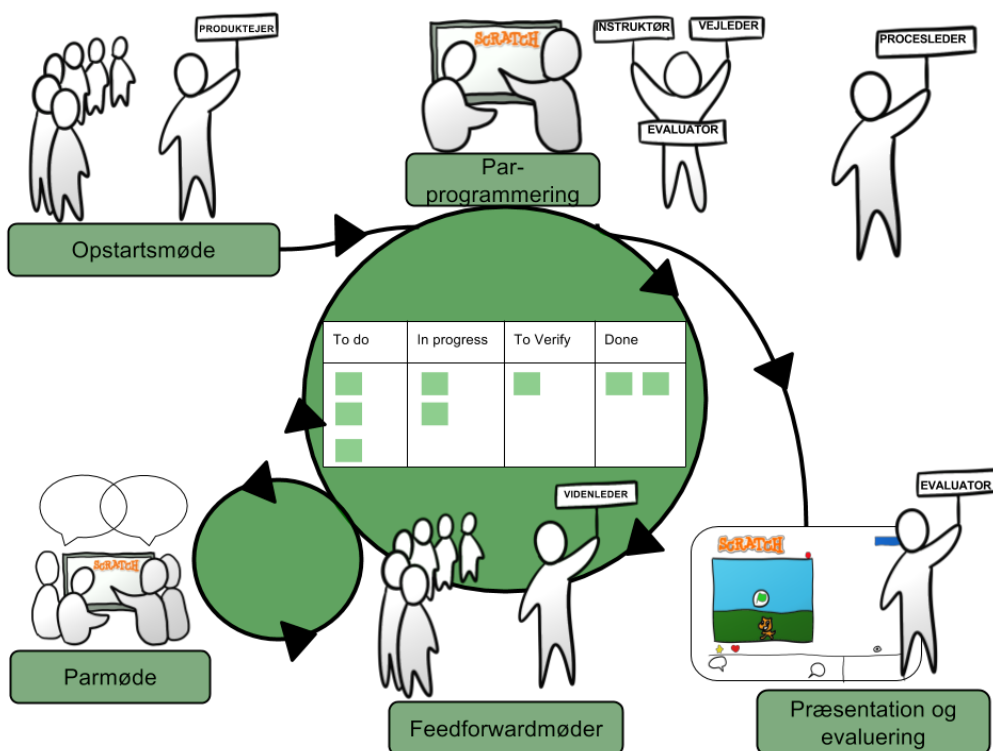 PRODUKTEJER
SCRATCH
INSTRUKTØR
VEJLEDER
EVALUATOR
PROCESLEDER
Par-
programmering
Opstartsmøde
To do
In progress
To Verify
Done
VIDENLEDER
EVALUATOR
SCRATCH
SCRATCH
Parmøde
Feedforwardmøder
Præsentation og
evaluering